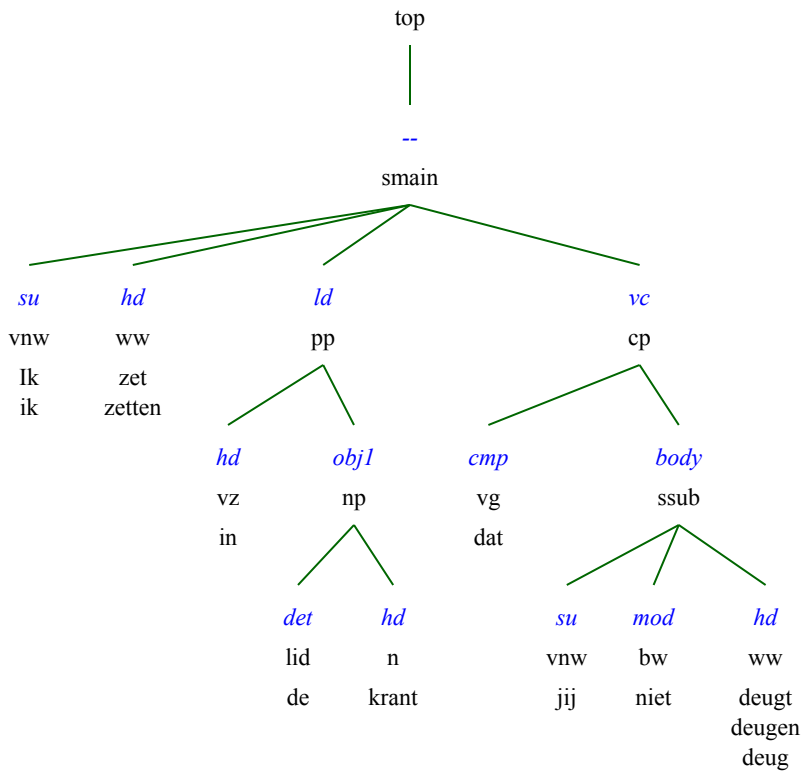 top
--
smain
su hd ld vc
vnw ww pp cp
Ik zet
ik zetten
hd obj1 cmp body
vz np vg ssub
in dat
det hd su mod hd
lid n vnw bw ww
de krant jij niet deugt
deugen
deug